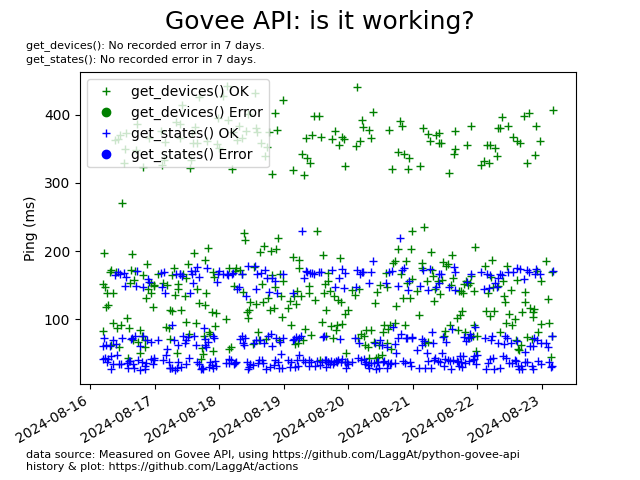 Govee API: is it working?
get_devices(): No recorded error in 7 days.
get_states(): No recorded error in 7 days.
get_devices() OK
get_devices() Error
get_states() OK
get_states() Error
400
300
200
100
Ping (ms)
2024-08-16
2024-08-17
2024-08-18
2024-08-19
2024-08-20
2024-08-21
2024-08-22
2024-08-23
data source: Measured on Govee API, using https://github.com/LaggAt/python-govee-api
history & plot: https://github.com/LaggAt/actions